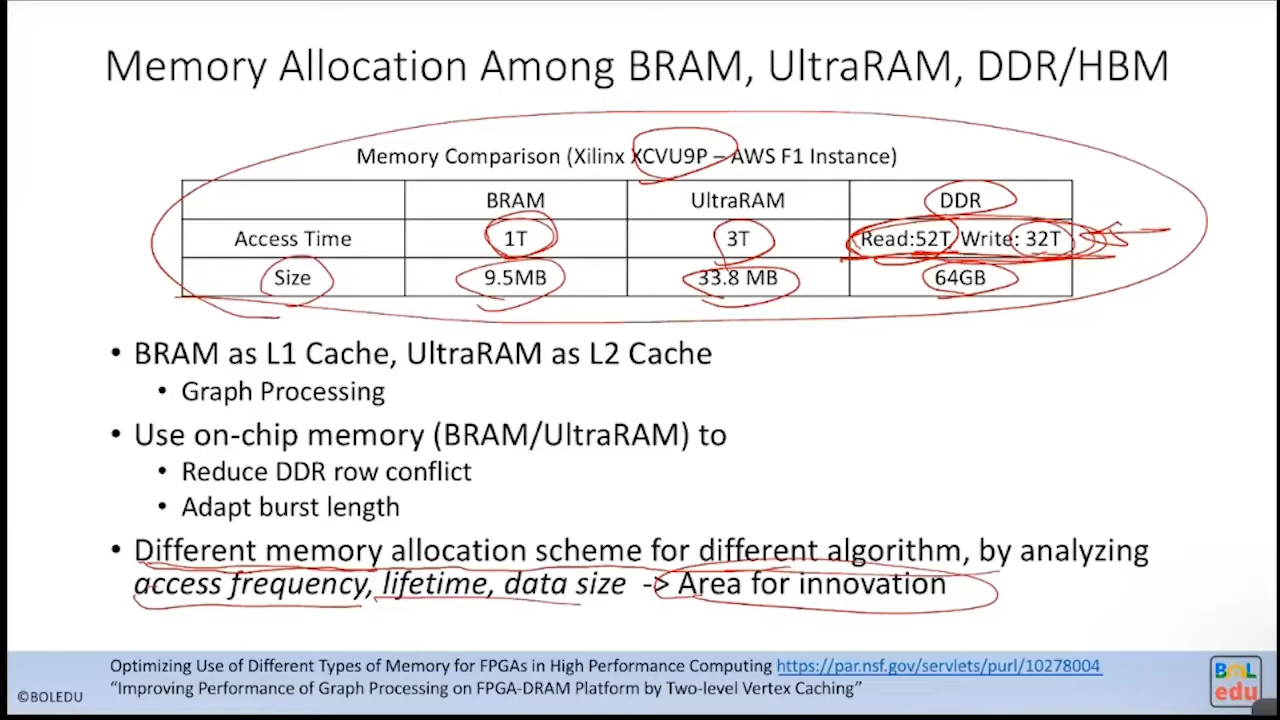 Memory Allocation Among BRAM, UltraRAM, DDR/HBM
Memory Comparison (Xilinx XCVU9P – AWS F1 Instance)
BRAM UltraRAM DDR
Access Time 1T 3T Read:52T Write: 32T
Size 9.5MB 33.8 MB 64GB
• BRAM as L1 Cache, UltraRAM as L2 Cache
• Graph Processing
• Use on-chip memory (BRAM/UltraRAM) to
• Reduce DDR row conflict
• Adapt burst length
• Different memory allocation scheme for different algorithm, by analyzing
access frequency, lifetime, data size -> Area for innovation
Optimizing Use of Different Types of Memory for FPGAs in High Performance Computing https://par.nsf.gov/servlets/purl/10278004
“Improving Performance of Graph Processing on FPGA-DRAM Platform by Two-level Vertex Caching”
©BOLEDU
BOL
edu